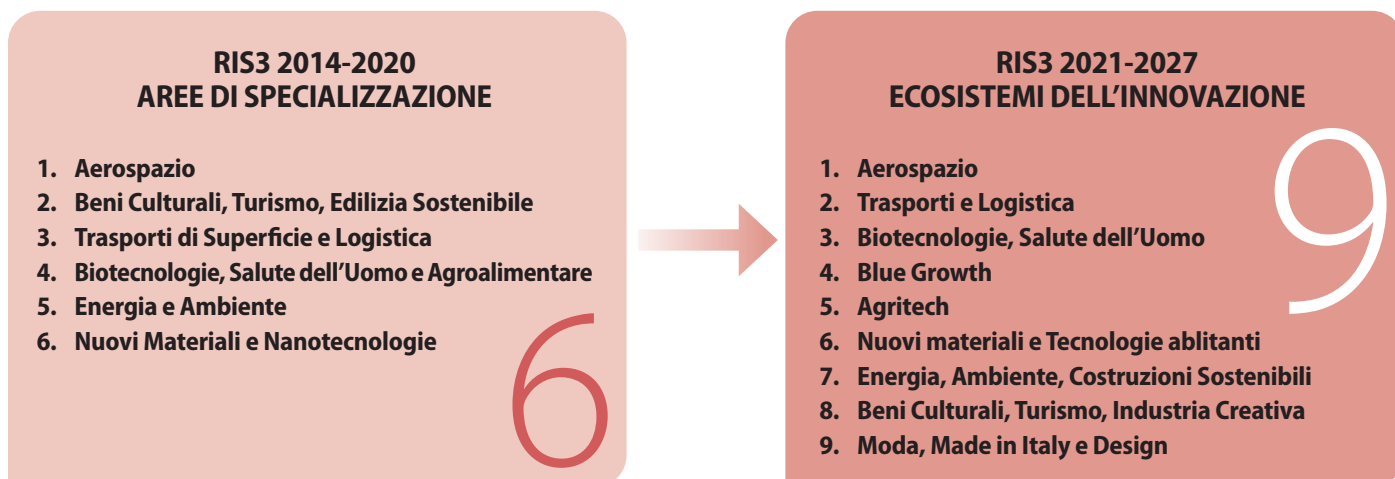 RIS3 2014-2020
AREE DI SPECIALIZZAZIONE
1. Aerospazio
2. Beni Culturali, Turismo, Edilizia Sostenibile
3. Trasporti di Superficie e Logistica
4. Biotecnologie, Salute dell’Uomo e Agroalimentare
5. Energia e Ambiente
6. Nuovi Materiali e Nanotecnologie
6
RIS3 2021-2027
ECOSISTEMI DELL’INNOVAZIONE
1. Aerospazio
2. Trasporti e Logistica
3. Biotecnologie, Salute dell’Uomo
4. Blue Growth
5. Agritech
6. Nuovi materiali e Tecnologie ablitanti
7. Energia, Ambiente, Costruzioni Sostenibili
8. Beni Culturali, Turismo, Industria Creativa
9. Moda, Made in Italy e Design
9